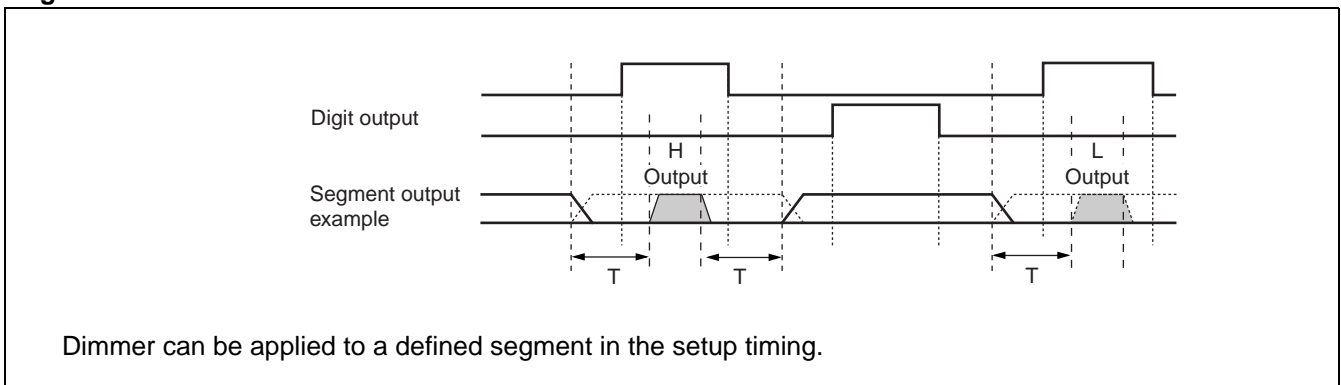 Digit output
H
Output
L
Output
Segment output
example
T
T
T
Dimmer can be applied to a defined segment in the setup timing.